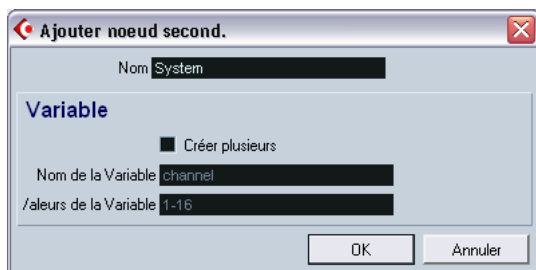 Ajouter noeud second.
Nom System
Variable
Créer plusieurs
Nom de la Variable channel
/aleurs de la Variable 1-16
OK Annuler